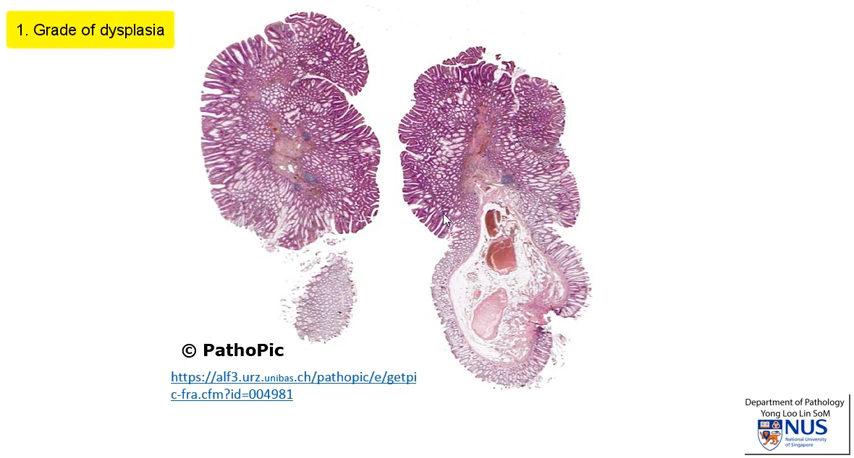 1. Grade of dysplasia
© PathoPic
https://alf3.urz.unibas.ch/pathopic/e/getpi
c-fra.cfm?id=004981
Department of Pathology
Yong Loo Lin SoM
NUS
National University
of Singapore